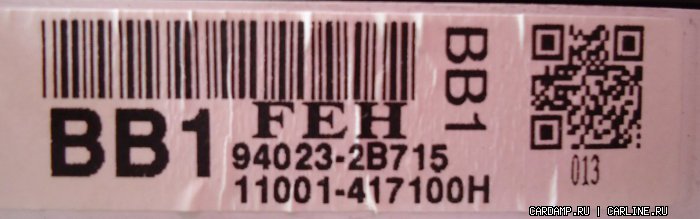 FEH
BB1
94023-2B715
11001-417100H
BB1
013
CARDAMP.RU | CARLINE.RU